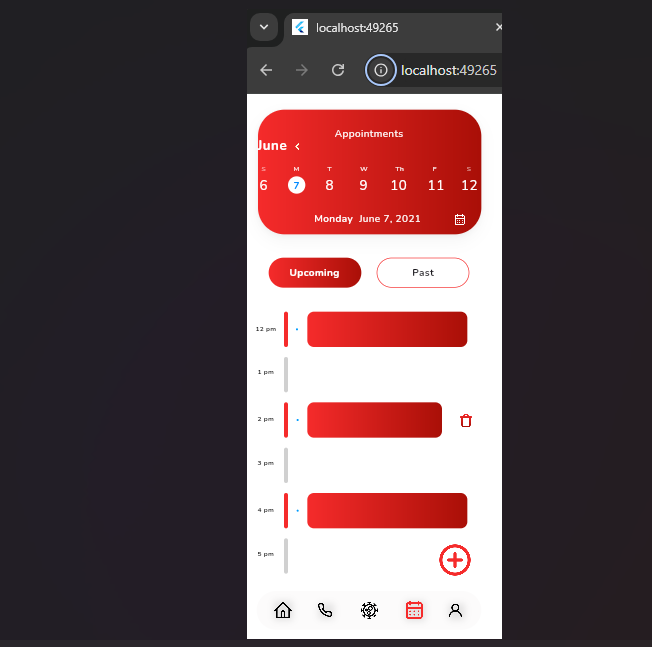 localhost:49265
localhost:49265
Appointments
June
S M T W Th F S
6 7 8 9 10 11 12
Monday June 7, 2021
Upcoming Past
12 pm
1 pm
2 pm
3 pm
4 pm
5 pm